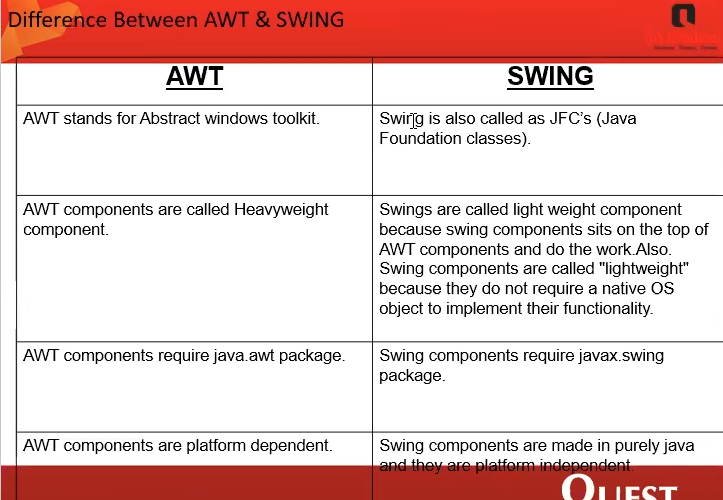 Difference Between AWT & SWING
AWT
SWING
AWT stands for Abstract windows toolkit.
Swing is also called as JFC's (Java
Foundation classes).
AWT components are called Heavyweight
component.
Swings are called light weight component
because swing components sits on the top of
AWT components and do the work.Also.
Swing components are called "lightweight"
because they do not require a native OS
object to implement their functionality.
AWT components require java.awt package.
Swing components require javax.swing
package.
AWT components are platform dependent.
Swing components are made in purely java
and they are platform independent.
QUEST